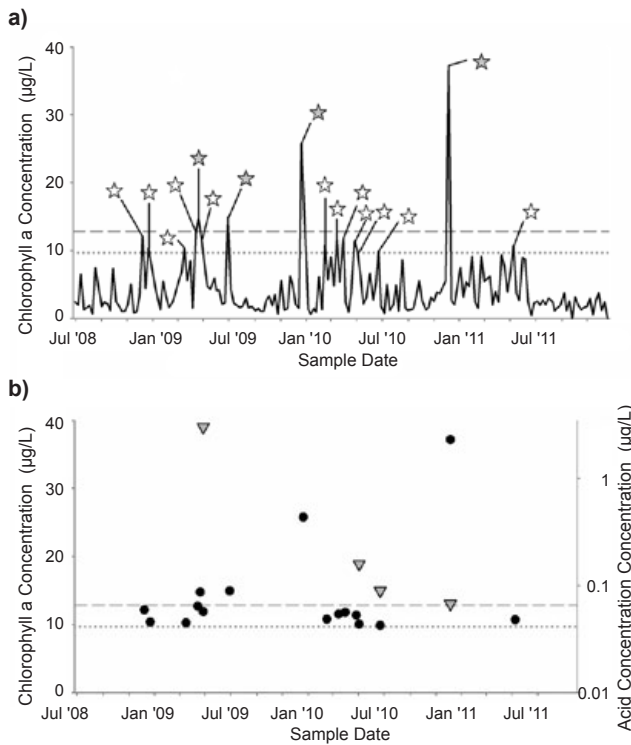 a)
40
30
20
10
0
Chlorophyll a Concentration (µg/L)
Jul '08 Jan '09 Jul '09 Jan '10 Jul '10 Jan '11 Jul '11
Sample Date
b)
40
30
20
10
0
Chlorophyll a Concentration (µg/L)
1
0.1
0.01
Acid Concentration Concentration (µg/L)
Jul '08 Jan '09 Jul '09 Jan '10 Jul '10 Jan '11 Jul '11
Sample Date